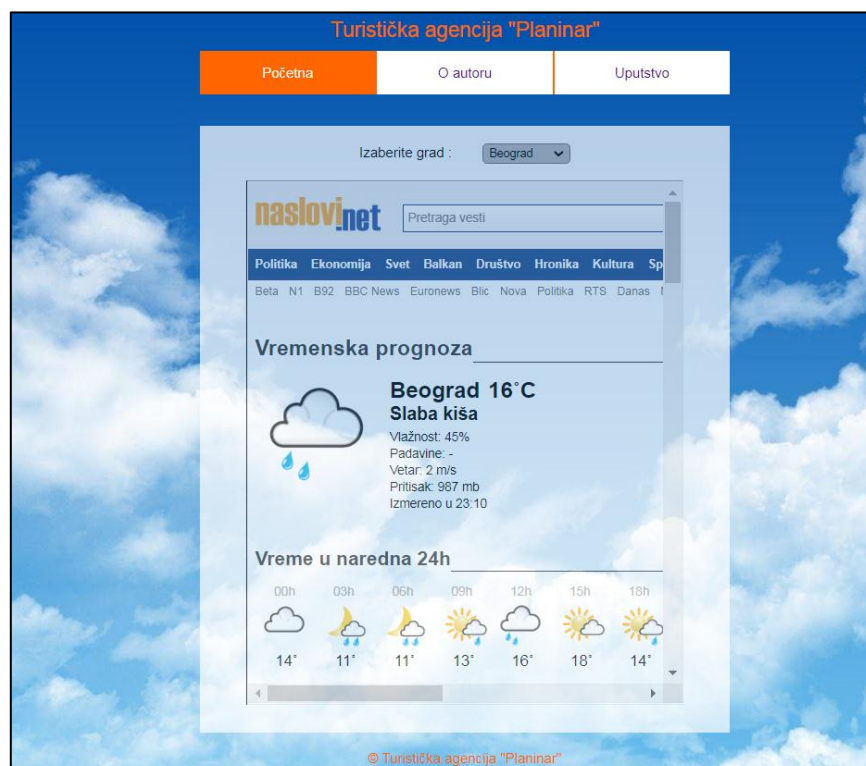 Turistička agencija "Planinar"
Početna O autoru Uputstvo
Izaberite grad : Beograd
naslovi.net Pretraga vesti
Politika Ekonomija Svet Balkan Društvo Hronika Kultura Sp
Beta N1 B92 BBC News Euronews Blic Nova Politika RTS Danas
Vremenska prognoza
Beograd 16°C
Slaba kiša
Vlažnost: 45%
Padavine: -
Vetar: 2 m/s
Pritisak: 987 mb
Izmereno u 23:10
Vreme u naredna 24h
00h 03h 06h 09h 12h 15h 18h
14° 11° 11° 13° 16° 18° 14°
© Turistička agencija "Planinar"